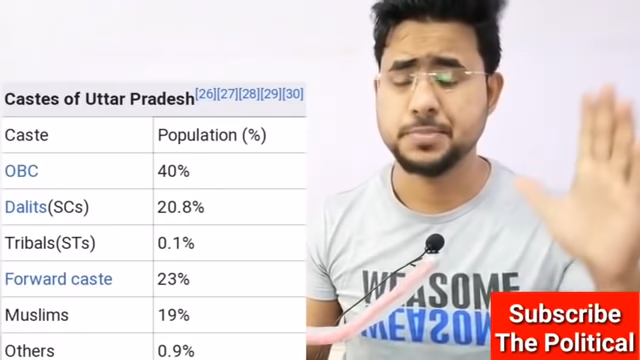 Castes of Uttar Pradesh[26][27][28][29][30]
Caste Population (%)
OBC 40%
Dalits(SCs) 20.8%
Tribals(STs) 0.1%
Forward caste 23%
Muslims 19%
Others 0.9%
WEASOME
WEASOM
Subscribe
The Political